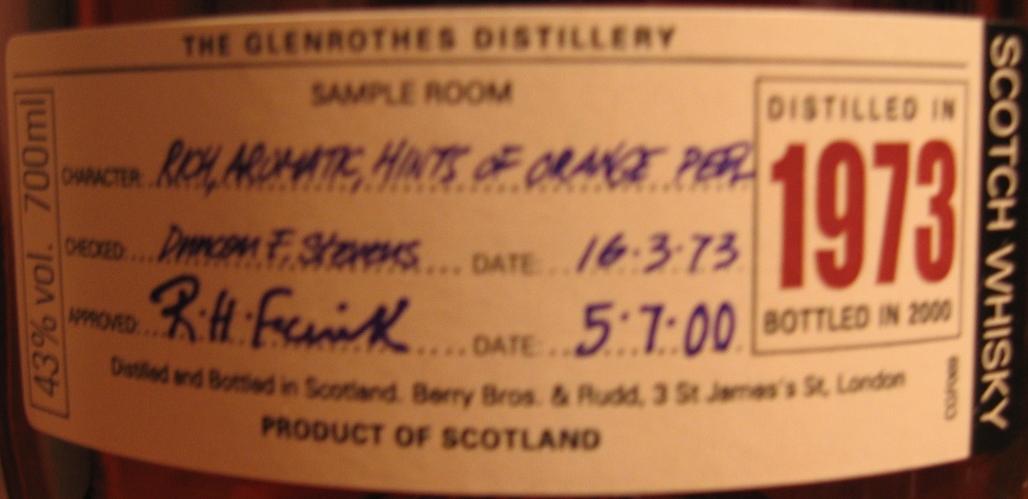 THE GLENROTHES DISTILLERY
SAMPLE ROOM
CHARACTER RICH, AROMATIC, HINTS OF ORANGE PEEL
CHECKED Duncan F. Stevens DATE: 16.3.73
APPROVED: R.H. DATE: 5.7.00
Distilled and Bottled in Scotland. Berry Bros. & Rudd, 3 St James's St, London
PRODUCT OF SCOTLAND
43% vol. 700ml
DISTILLED IN
1973
BOTTLED IN 2000
SCOTCH WHISKY